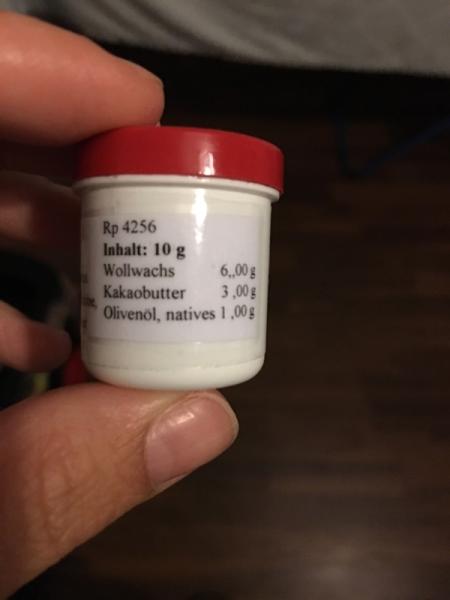 Rp 4256
Inhalt: 10 g
Wollwachs 6,,00 g
Kakaobutter 3 ,00 g
Olivenöl, natives 1 ,00 g